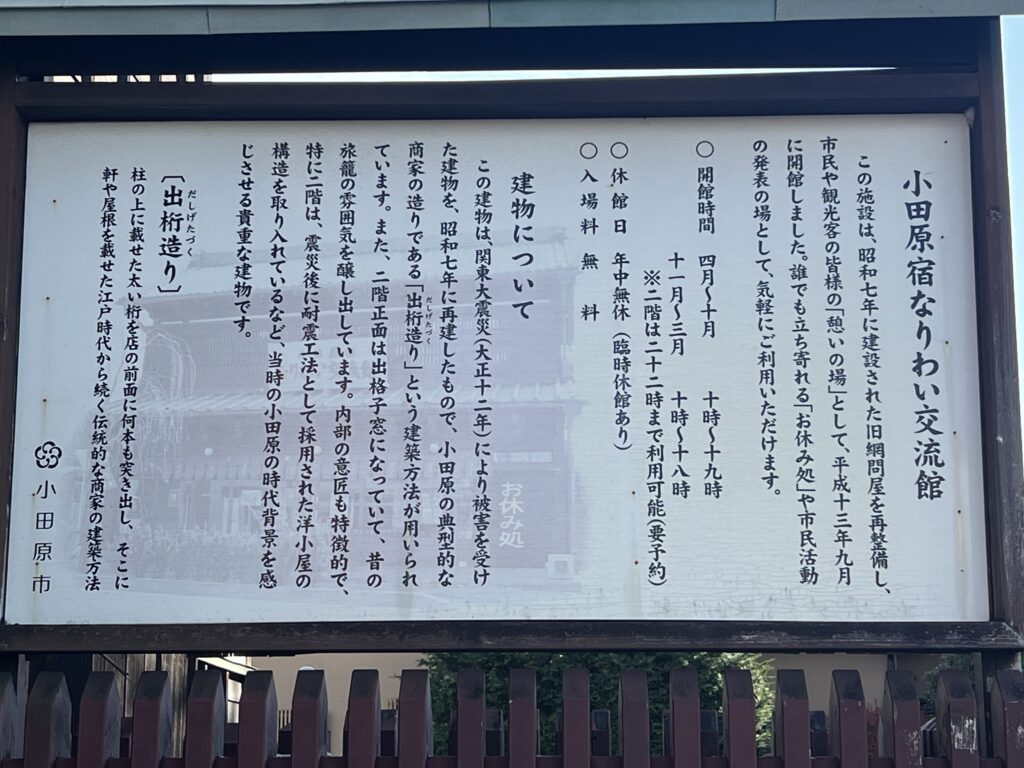 小田原宿なりわい交流館
この施設は、昭和七年に建設された旧網問屋を再整備し、
市民や観光客の皆様の「憩いの場」として、平成十三年九月
に開館しました。誰でも立ち寄れる「お休み処」や市民活動
の発表の場として、気軽にご利用いただけます。
〇開館時間 四月〜十月 十時〜十九時
十一月〜三月 十時〜十八時
※二階は二十二時まで利用可能(要予約)
〇休館日 年中無休(臨時休館あり)
〇入場料 無料
建物について
この建物は、関東大震災(大正十二年)により被害を受け
た建物を、昭和七年に再建したもので、小田原の典型的な
商家の造りである「出桁造り」という建築方法が用いられ
だしげたづく
ています。また、二階正面は出格子窓になっていて、昔の
旅籠の雰囲気を醸し出しています。内部の意匠も特徴的で、
特に二階は、震災後に耐震工法として採用された洋小屋の
構造を取り入れているなど、当時の小田原の時代背景を感
じさせる貴重な建物です。
〔出桁造り〕
だしげたづく
柱の上に載せた太い桁を店の前面に何本も突き出し、そこに
軒や屋根を載せた江戸時代から続く伝統的な商家の建築方法
小田原市
お休み処